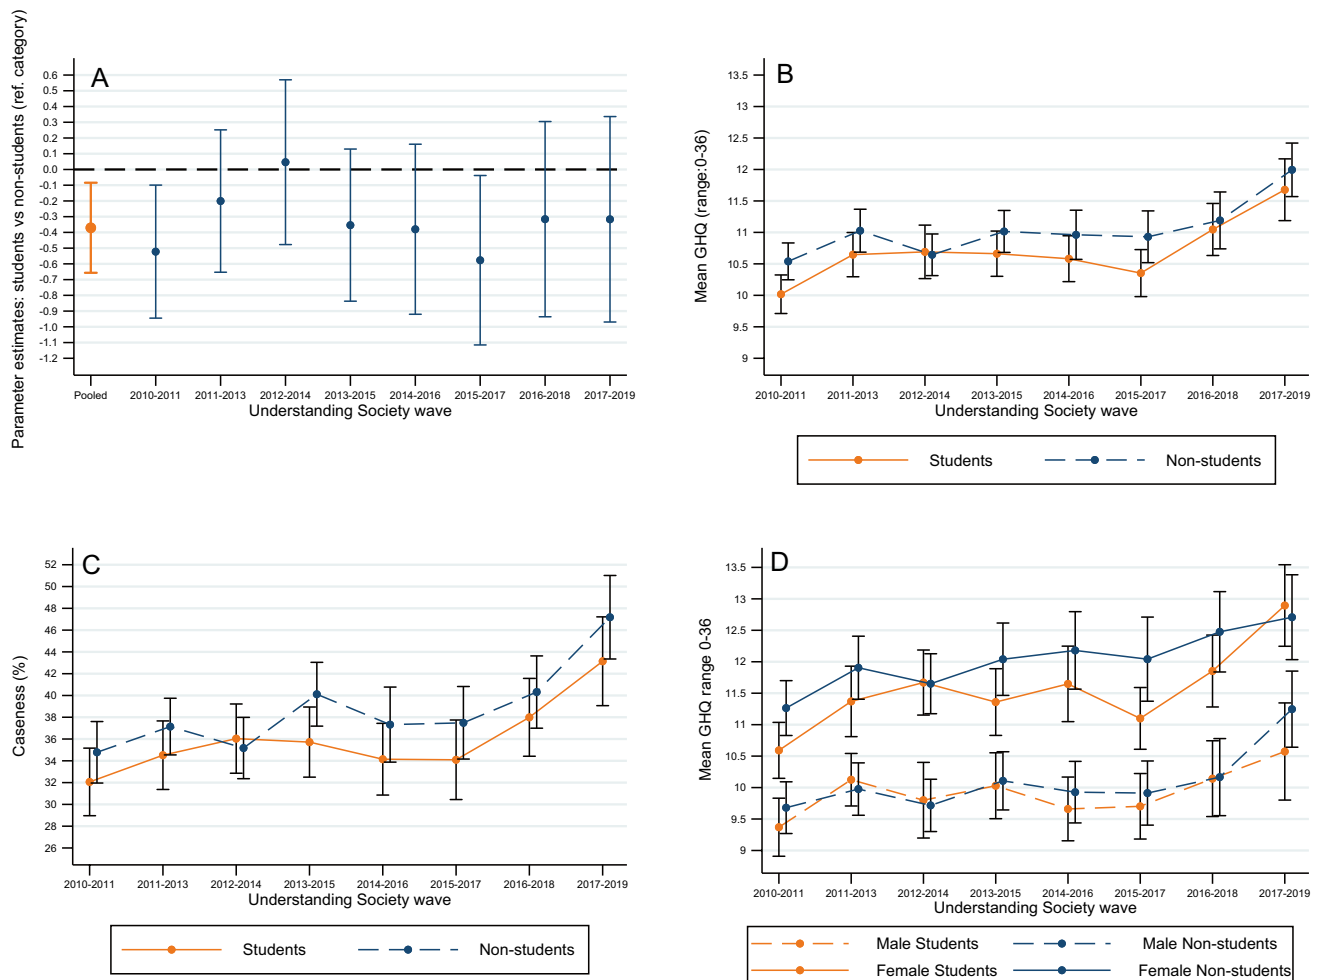 A
Parameter estimates: students vs non-students (ref. category)
0.6
0.5
0.4
0.3
0.2
0.1
0.0
-0.1
-0.2
-0.3
-0.4
-0.5
-0.6
-0.7
-0.8
-0.9
-1.0
-1.1
-1.2
Pooled 2010-2011 2011-2013 2012-2014 2013-2015 2014-2016 2015-2017 2016-2018 2017-2019
Understanding Society wave
B
Mean GHQ (range:0-36)
13.5
13
12.5
12
11.5
11
10.5
10
9.5
9
2010-2011 2011-2013 2012-2014 2013-2015 2014-2016 2015-2017 2016-2018 2017-2019
Understanding Society wave
Students Non-students
C
Caseness (%)
52
50
48
46
44
42
40
38
36
34
32
30
28
26
2010-2011 2011-2013 2012-2014 2013-2015 2014-2016 2015-2017 2016-2018 2017-2019
Understanding Society wave
Students Non-students
D
Mean GHQ range 0-36
13.5
13
12.5
12
11.5
11
10.5
10
9.5
9
2010-2011 2011-2013 2012-2014 2013-2015 2014-2016 2015-2017 2016-2018 2017-2019
Understanding Society wave
Male Students Male Non-students
Female Students Female Non-students